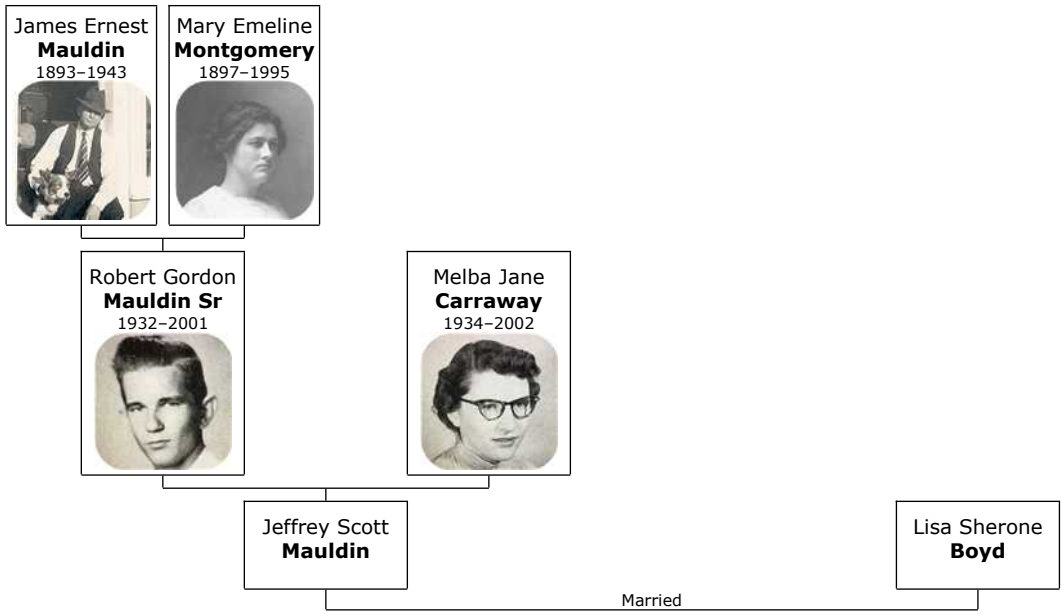 James Ernest
Mauldin
1893–1943
Mary Emeline
Montgomery
1897–1995
Robert Gordon
Mauldin Sr
1932–2001
Melba Jane
Carraway
1934–2002
Jeffrey Scott
Mauldin
Lisa Sherone
Boyd
Married